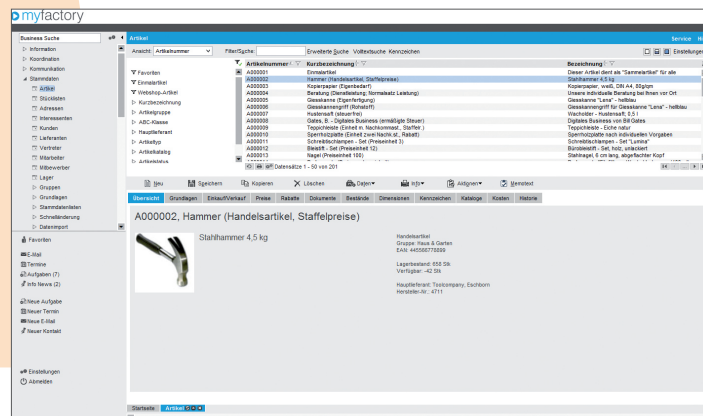 myfactory
Business Suche
Information
Koordination
Kommunikation
Stammdaten
Artikel
Stücklisten
Adressen
Interessenten
Kunden
Lieferanten
Vertreter
Mitarbeiter
Mitbewerber
Lager
Gruppen
Grundlagen
Stammdatenlisten
Schnelländerung
Datenimport
Favoriten
E-Mail
Termine
Aufgaben (7)
Info News (2)
Neue Aufgabe
Neuer Termin
Neue E-Mail
Neuer Kontakt
Einstellungen
Abmelden
Artikel
Service
Ansicht: Artikelnummer Filter/Suche: Erweiterte Suche Volltextsuche Kennzeichen Einstellungen
Favoriten
Einmalartikel
Webshop-Artikel
Kurzbezeichnung
Artikelgruppe
ABC-Klasse
Hauptlieferant
Artikeltyp
Artikelkatalog
Artikelstatus
Artikelnummer Kurzbezeichnung Bezeichnung
A000001 Einmalartikel Dieser Artikel dient als "Sammelartikel" für alle
A000002 Hammer (Handelsartikel, Staffelpreise) Stahlhammer 4,5 kg
A000003 Kopierpapier (Eigenbedarf) Kopierpapier, weiß, DIN A4, 80g/qm
A000004 Beratung (Dienstleistung; Normalsatz Leistung) Unsere individuelle Beratung bei Ihnen vor Ort
A000005 Giesskanne (Eigenfertigung) Giesskanne "Lena" - hellblau
A000006 Giesskannengriff (Rohstoff) Giesskannengriff für Giesskanne "Lena" - hellblau
A000007 Hustensaft (steuerfrei) Wacholder - Hustensaft; 0,5 l
A000008 Gates, B. - Digitales Business (ermäßigte Steuer) Digitales Business von Bill Gates
A000009 Teppichleiste (Einheit m. Nachkommast., Staffelr.) Teppichleiste - Eiche natur
A000010 Sperrholzplatte (Einheit zwei Nachk.st., Rabatt) Sperrholzplatte nach individuellen Vorgaben
A000011 Schreibtischlampen - Set (Preiseinheit 3) Schreibtischlampen - Set "Lumina"
A000012 Bleistift - Set (Preiseinheit 12) Bürobleistift - Set, holz, unlackiert
A000013 Nagel (Preiseinheit 100) Stahlnagel, 6 cm lang, abgeflachter Kopf
Datensätze 1 - 50 von 201
Neu Speichern Kopieren Löschen Daten Info Aktionen Memotext
Übersicht Grundlagen Einkauf/Verkauf Preise Rabatte Dokumente Bestände Dimensionen Kennzeichen Kataloge Kosten Historie
A000002, Hammer (Handelsartikel, Staffelpreise)
Stahlhammer 4,5 kg
Handelsartikel
Gruppe: Haus & Garten
EAN: 445566778899
Lagerbestand: 658 Stk
Verfügbar: -42 Stk
Hauptlieferant: Toolcompany, Eschborn
Hersteller-Nr.: 4711
Startseite Artikel